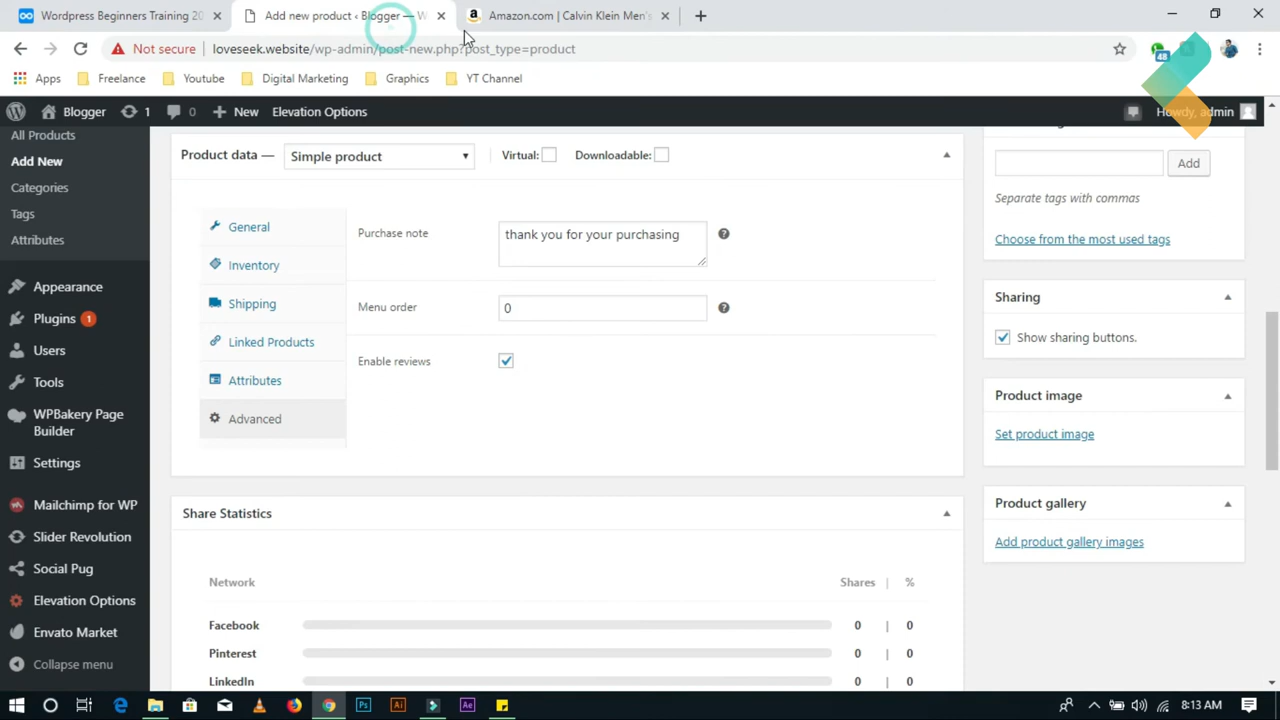 Wordpress Beginners Training 20
Add new product ‹ Blogger — W
Amazon.com | Calvin Klein Men's
Not secure
loveseek.website/wp-admin/post-new.php?post_type=product
48
Apps
Freelance
Youtube
Digital Marketing
Graphics
YT Channel
Blogger
1
0
New
Elevation Options
Howdy, admin
All Products
Add New
Categories
Tags
Attributes
Appearance
Plugins 1
Users
Tools
WPBakery Page
Builder
Settings
Mailchimp for WP
Slider Revolution
Social Pug
Elevation Options
Envato Market
Collapse menu
Product data —
Simple product
Virtual:
Downloadable:
General
Inventory
Shipping
Linked Products
Attributes
Advanced
Purchase note
thank you for your purchasing
Menu order
0
Enable reviews
Share Statistics
Network
Shares | %
Facebook 0 | 0
Pinterest 0 | 0
LinkedIn 0 | 0
Add
Separate tags with commas
Choose from the most used tags
Sharing
Show sharing buttons.
Product image
Set product image
Product gallery
Add product gallery images
Ps
Ai
Ae
8:13 AM